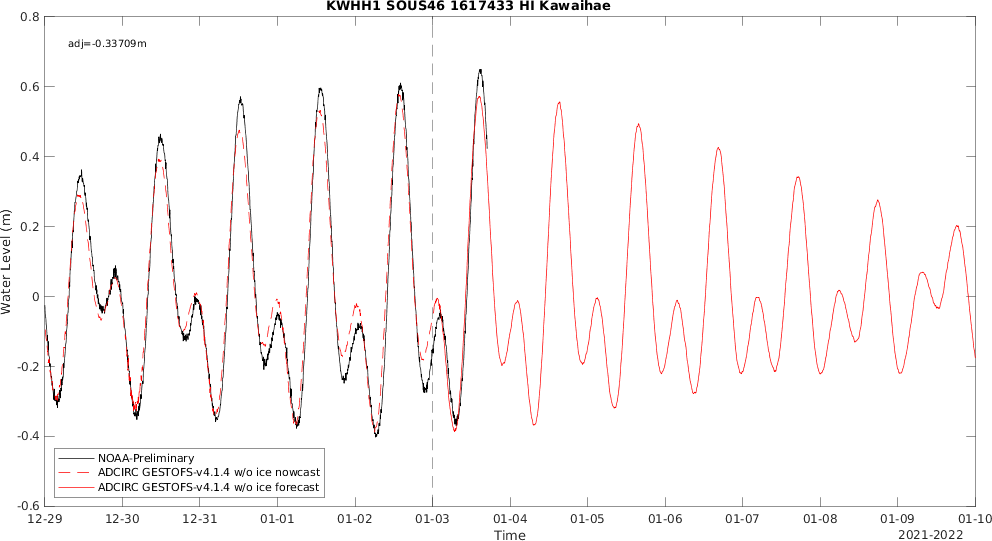 KWHH1 SOUS46 1617433 HI Kawaihae
adj=-0.33709m
0.8
0.6
0.4
0.2
0
-0.2
-0.4
-0.6
Water Level (m)
NOAA-Preliminary
ADCIRC GESTOFS-v4.1.4 w/o ice nowcast
ADCIRC GESTOFS-v4.1.4 w/o ice forecast
12-29 12-30 12-31 01-01 01-02 01-03 01-04 01-05 01-06 01-07 01-08 01-09 01-10
Time
2021-2022